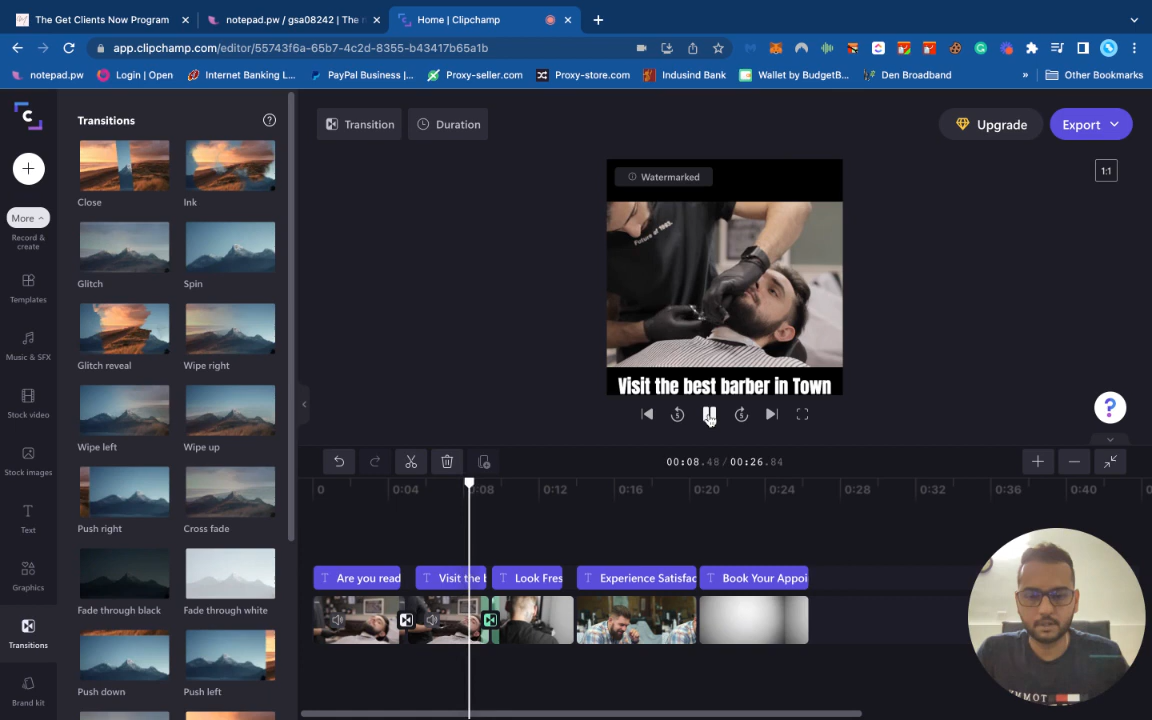 The Get Clients Now Program
notepad.pw / gsa08242 | The n
Home | Clipchamp
app.clipchamp.com/editor/55743f6a-65b7-4c2d-8355-b43417b65a1b
notepad.pw
Login | Open
Internet Banking L...
PayPal Business |...
Proxy-seller.com
Proxy-store.com
Indusind Bank
Wallet by BudgetB...
Den Broadband
»
Other Bookmarks
Transitions
Transition
Duration
Upgrade
Export
1:1
Watermarked
Future of 1985.
Visit the best barber in Town
More
Record & create
Templates
Music & SFX
Stock video
Stock images
Text
Graphics
Transitions
Brand kit
Close
Ink
Glitch
Spin
Glitch reveal
Wipe right
Wipe left
Wipe up
Push right
Cross fade
Fade through black
Fade through white
Push down
Push left
5
5
00:08.48 / 00:26.84
0
0:04
0:08
0:12
0:16
0:20
0:24
0:28
0:32
0:36
0:40
Are you read
Visit the b
Look Fres
Experience Satisfac
Book Your Appoi